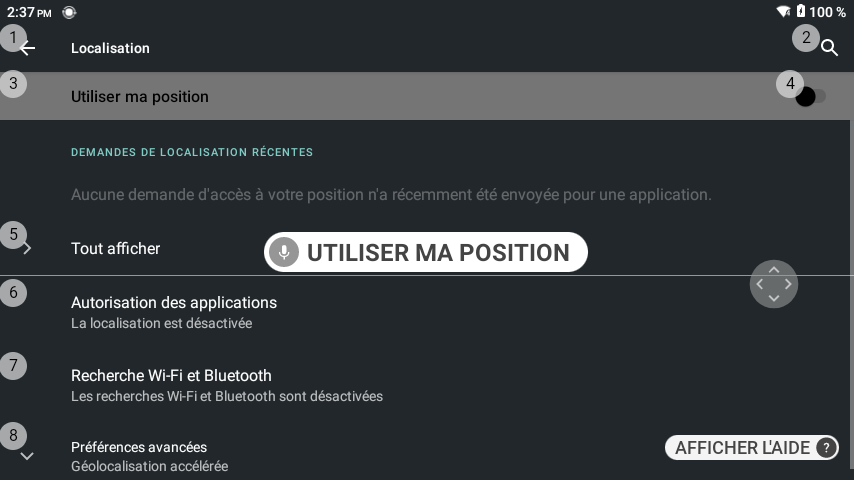 2:37 PM
100 %
1
Localisation
2
3
Utiliser ma position
4
DEMANDES DE LOCALISATION RÉCENTES
Aucune demande d'accès à votre position n'a récemment été envoyée pour une application.
5
Tout afficher
UTILISER MA POSITION
6
Autorisation des applications
La localisation est désactivée
7
Recherche Wi-Fi et Bluetooth
Les recherches Wi-Fi et Bluetooth sont désactivées
8
Préférences avancées
Géolocalisation accélérée
AFFICHER L'AIDE ?